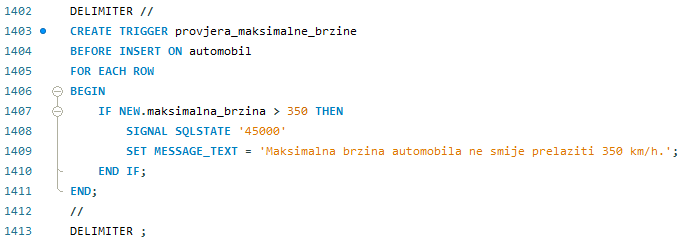 1402 DELIMITER //
1403 CREATE TRIGGER provjera_maksimalne_brzine
1404 BEFORE INSERT ON automobil
1405 FOR EACH ROW
1406 BEGIN
1407 IF NEW.maksimalna_brzina > 350 THEN
1408 SIGNAL SQLSTATE '45000'
1409 SET MESSAGE_TEXT = 'Maksimalna brzina automobila ne smije prelaziti 350 km/h.';
1410 END IF;
1411 END;
1412 //
1413 DELIMITER ;